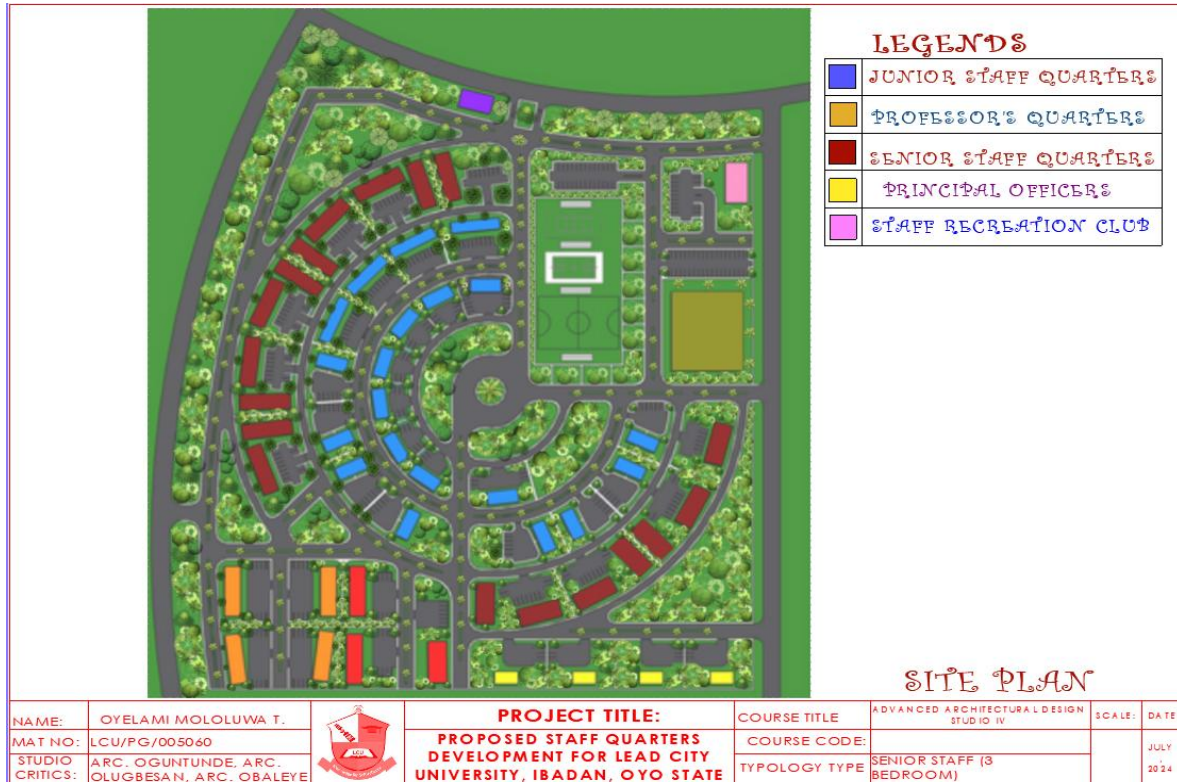 LEGENDS
JUNIOR STAFF QUARTERS
PROFESSOR'S QUARTERS
SENIOR STAFF QUARTERS
PRINCIPAL OFFICERS
STAFF RECREATION CLUB
SITE PLAN
NAME:
OYELAMI MOLOLUWA T.
MAT NO:
LCU/PG/005060
STUDIO CRITICS:
ARC. OGUNTUNDE, ARC.
OLUGBESAN, ARC. OBALEYE
LCU
PROJECT TITLE:
PROPOSED STAFF QUARTERS
DEVELOPMENT FOR LEAD CITY
UNIVERSITY, IBADAN, OYO STATE
COURSE TITLE
ADVANCED ARCHITECTURAL DESIGN
STUDIO IV
COURSE CODE:
TYPOLOGY TYPE
SENIOR STAFF (3
BEDROOM)
SCALE:
DATE
JULY
,
2024